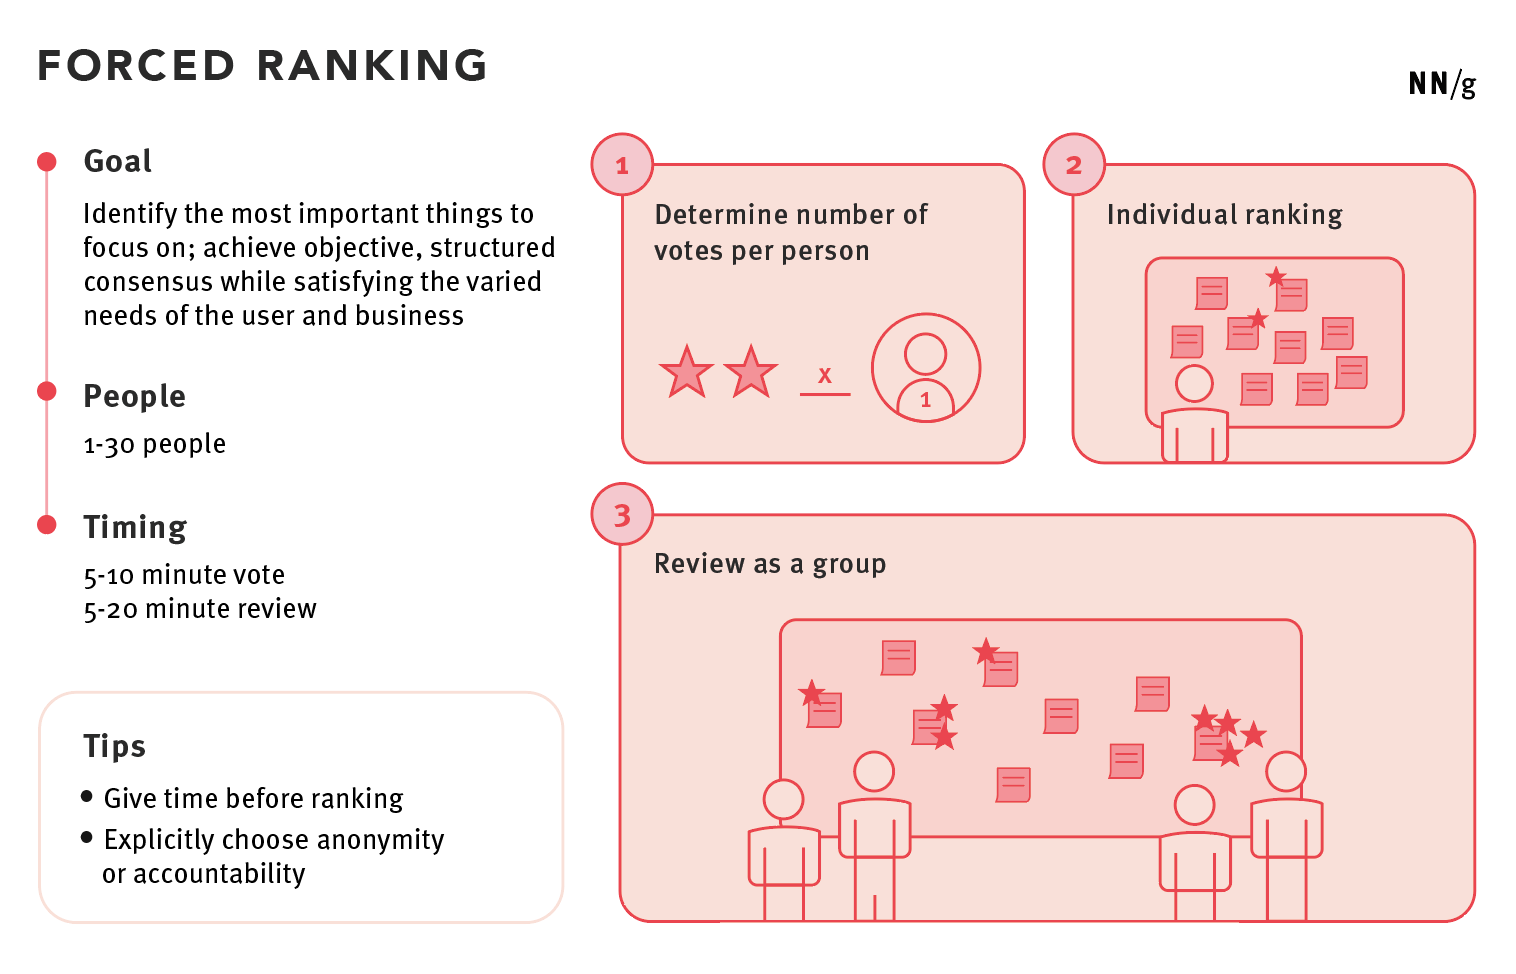 FORCED RANKING
NN/g
Goal
Identify the most important things to
focus on; achieve objective, structured
consensus while satisfying the varied
needs of the user and business
People
1-30 people
Timing
5-10 minute vote
5-20 minute review
Tips
• Give time before ranking
• Explicitly choose anonymity
or accountability
1
Determine number of
votes per person
x
1
2
Individual ranking
3
Review as a group